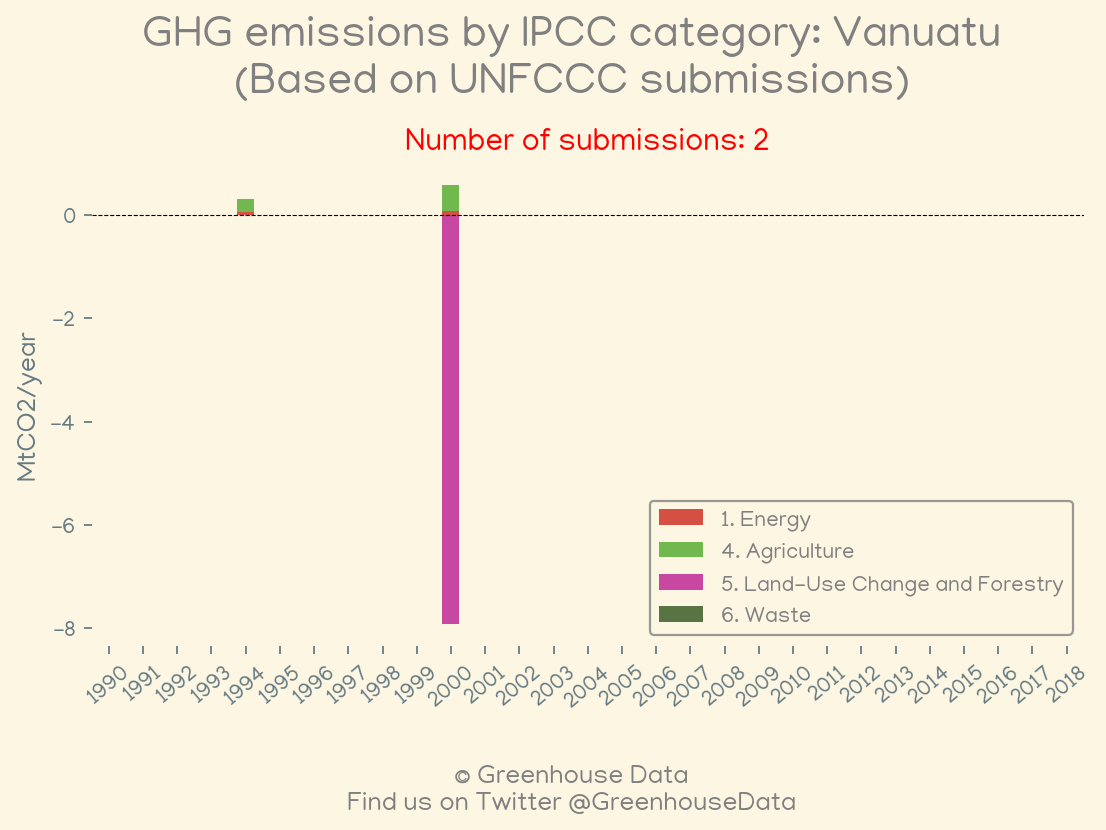 GHG emissions by IPCC category: Vanuatu
(Based on UNFCCC submissions)
Number of submissions: 2
MtCO2/year
0
−2
−4
−6
−8
1. Energy
4. Agriculture
5. Land-Use Change and Forestry
6. Waste
1990 1991 1992 1993 1994 1995 1996 1997 1998 1999 2000 2001 2002 2003 2004 2005 2006 2007 2008 2009 2010 2011 2012 2013 2014 2015 2016 2017 2018
© Greenhouse Data
Find us on Twitter @GreenhouseData